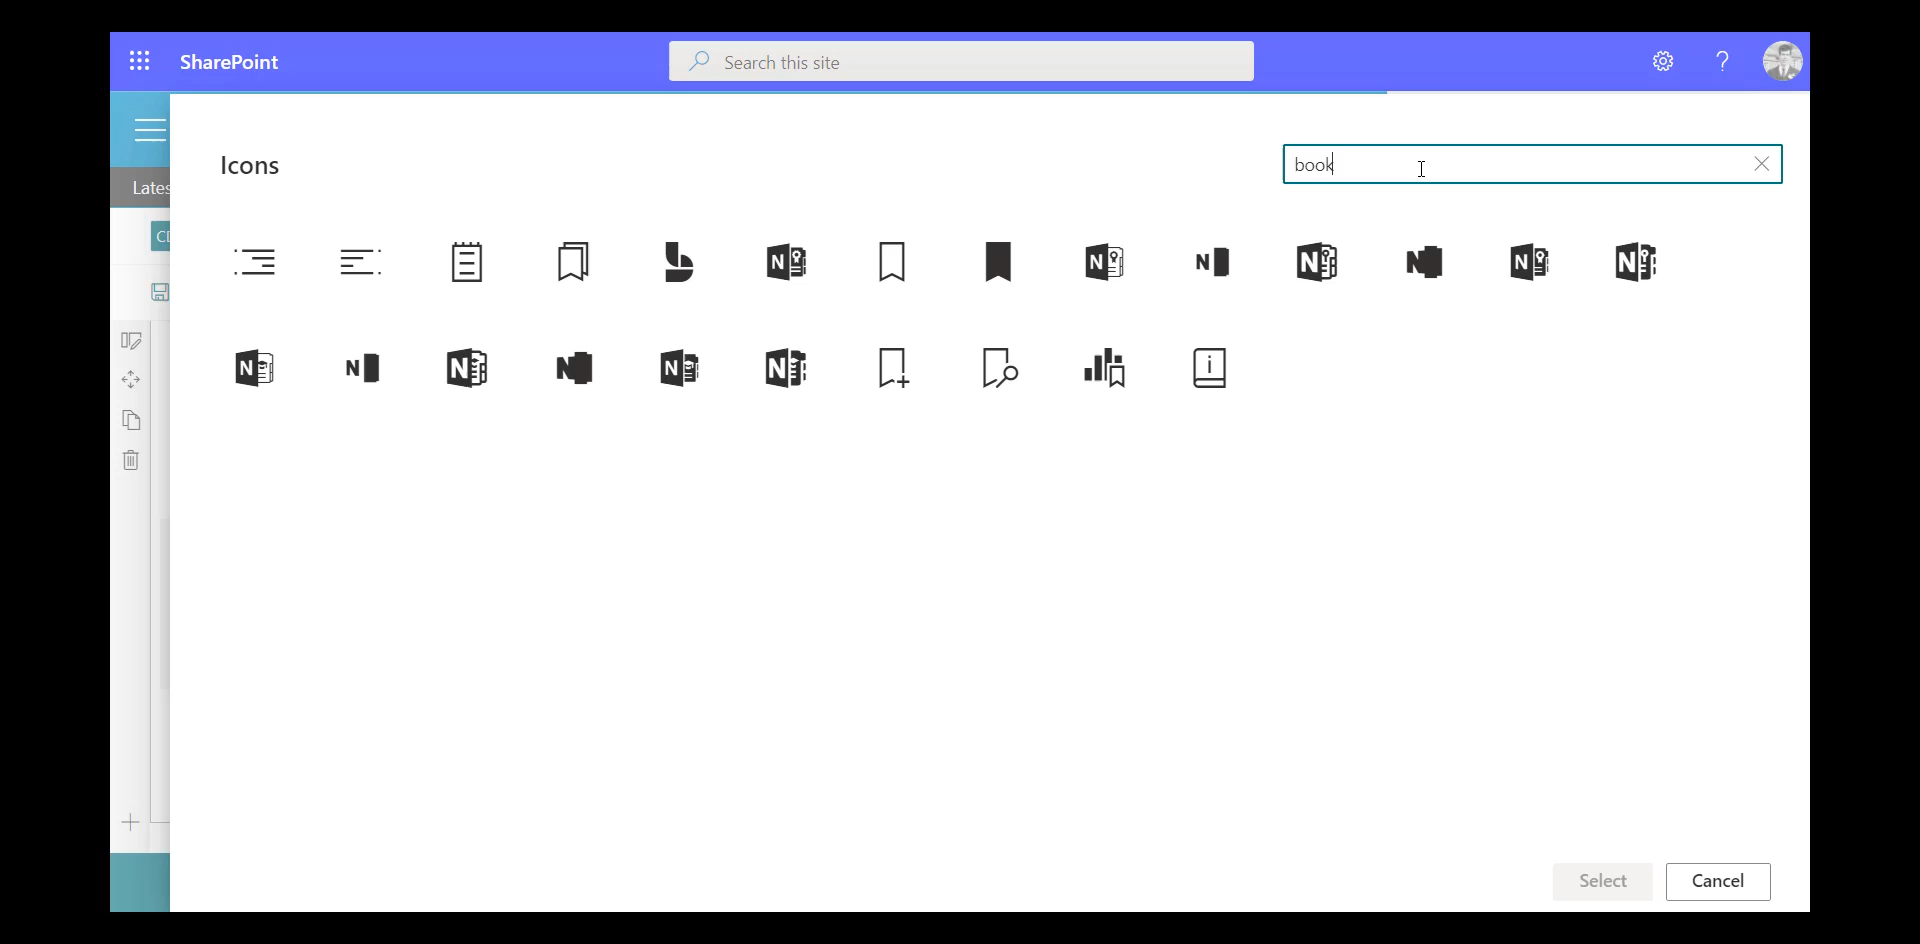 SharePoint
Search this site
Lates
Icons
book
Select
Cancel